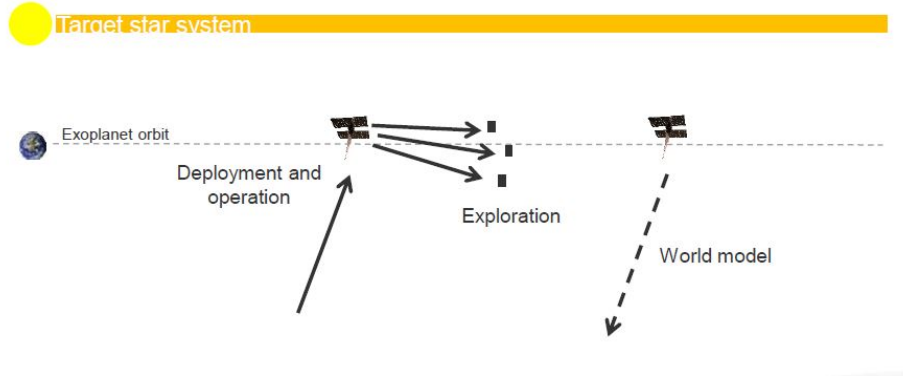 Target star system
Exoplanet orbit
Deployment and
operation
Exploration
World model